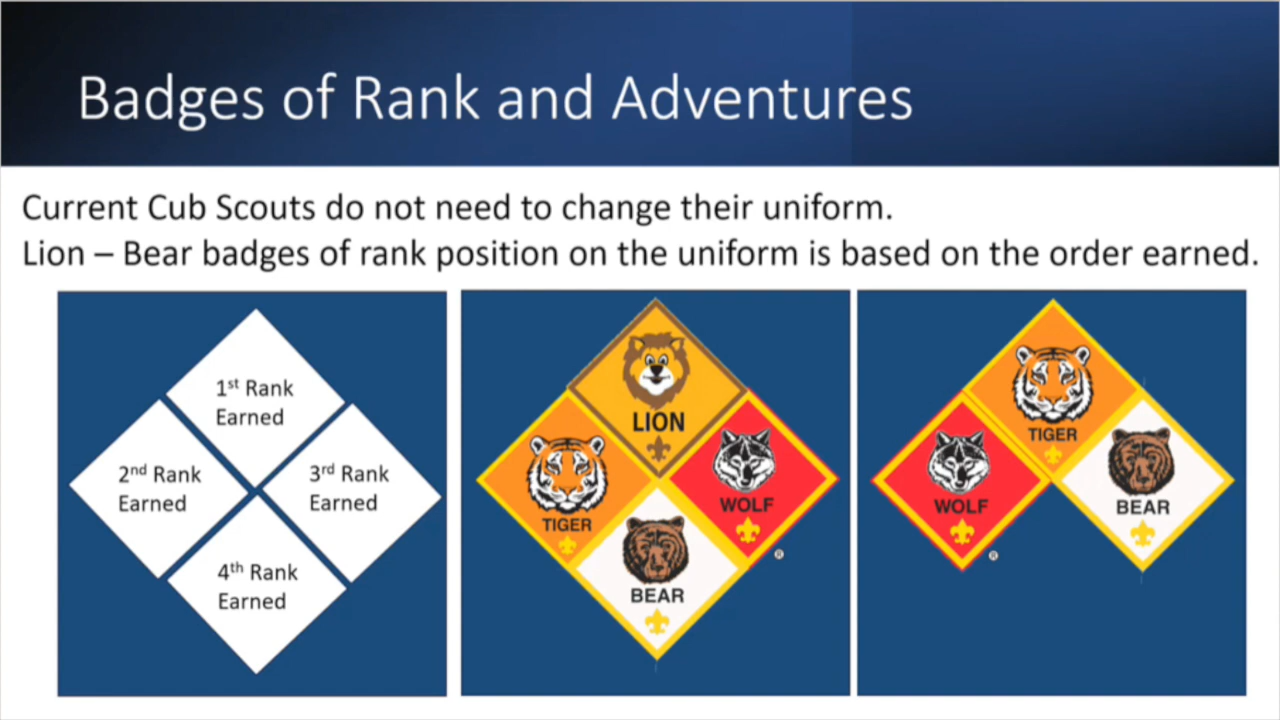 Badges of Rank and Adventures
Current Cub Scouts do not need to change their uniform.
Lion – Bear badges of rank position on the uniform is based on the order earned.
1st Rank
Earned
2nd Rank
Earned
3rd Rank
Earned
4th Rank
Earned
LION
TIGER
WOLF
BEAR
®
TIGER
WOLF
BEAR
®